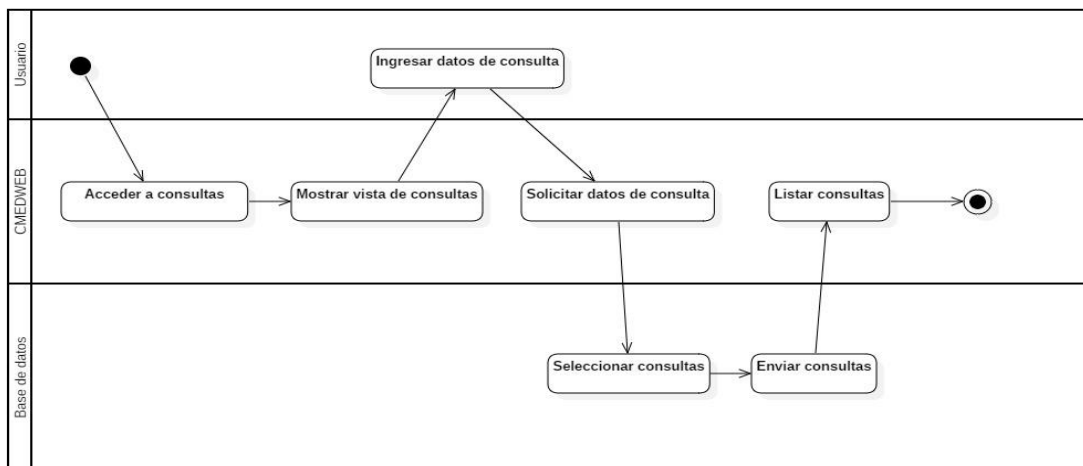 Usuario
Ingresar datos de consulta
CMEDWEB
Acceder a consultas
Mostrar vista de consultas
Solicitar datos de consulta
Listar consultas
Base de datos
Seleccionar consultas
Enviar consultas